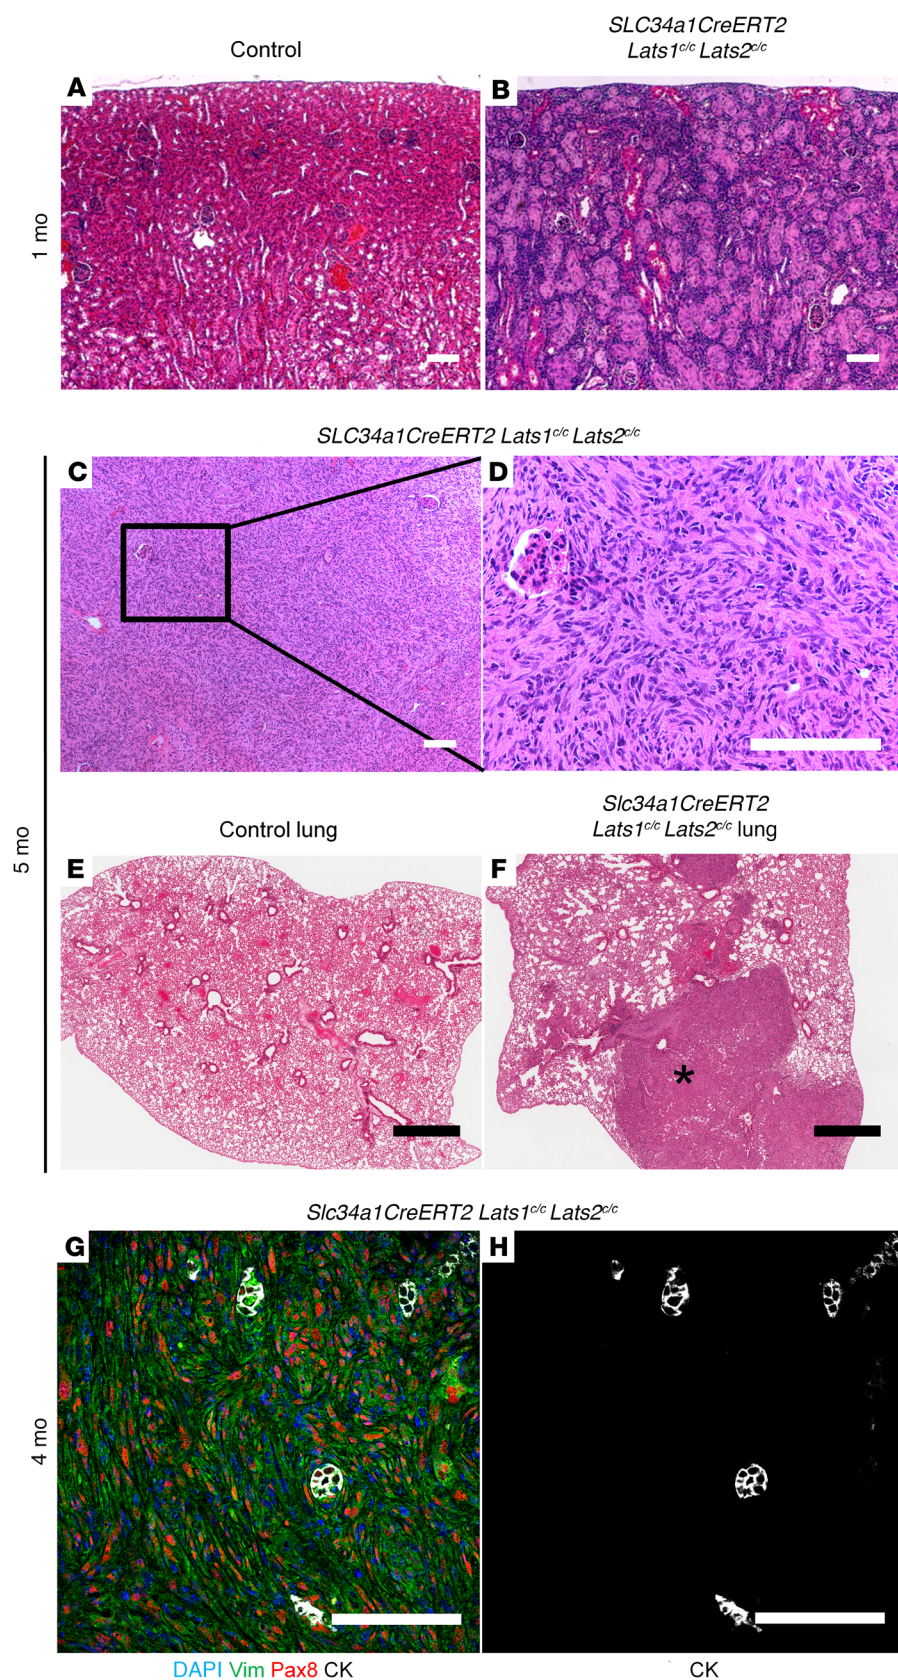 Control
SLC34a1CreERT2
Lats1c/c Lats2c/c
A
B
1 mo
SLC34a1CreERT2 Lats1c/c Lats2c/c
C
D
5 mo
Control lung
Slc34a1CreERT2
Lats1c/c Lats2c/c lung
E
F
*
Slc34a1CreERT2 Lats1c/c Lats2c/c
G
H
4 mo
DAPI Vim Pax8 CK
CK